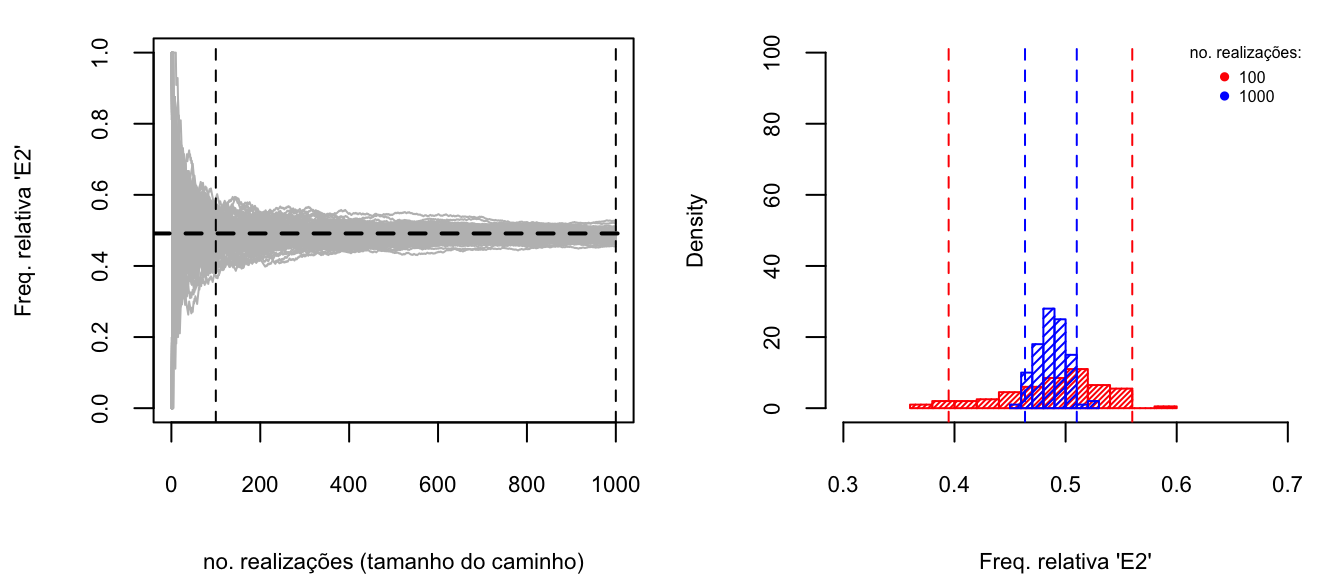 Freq. relativa 'E2'
1.0
0.8
0.6
0.4
0.2
0.0
0 200 400 600 800 1000
no. realizações (tamanho do caminho)
Density
100
80
60
40
20
0
0.3 0.4 0.5 0.6 0.7
Freq. relativa 'E2'
no. realizações:
100
1000